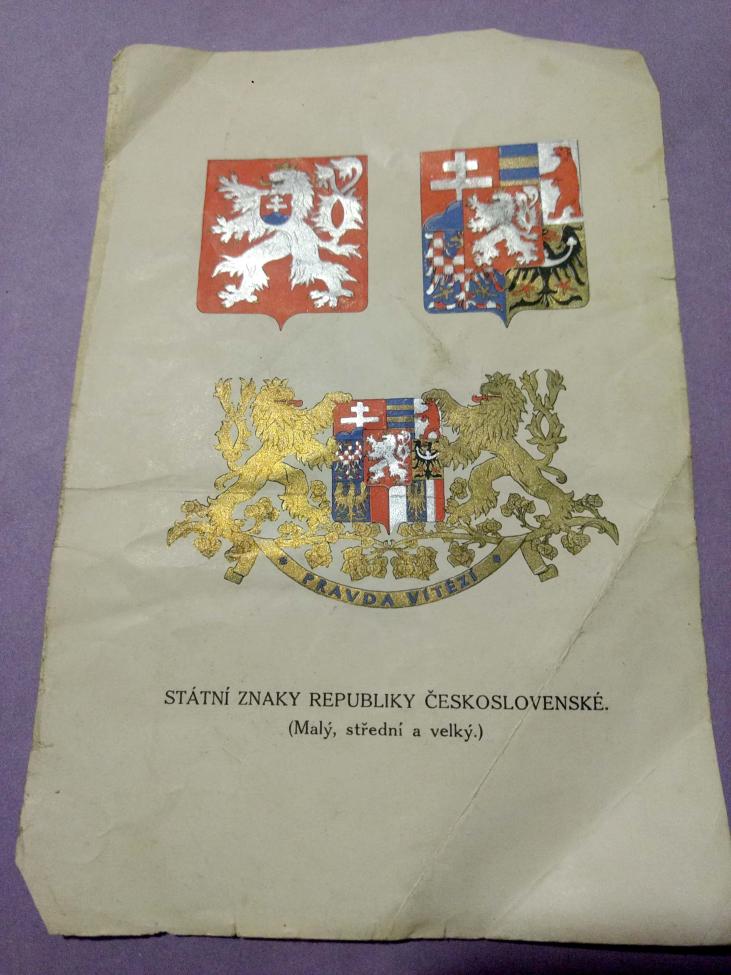 PRAVDA VÍTĚZÍ
STÁTNÍ ZNAKY REPUBLIKY ČESKOSLOVENSKÉ.
(Malý, střední a velký.)